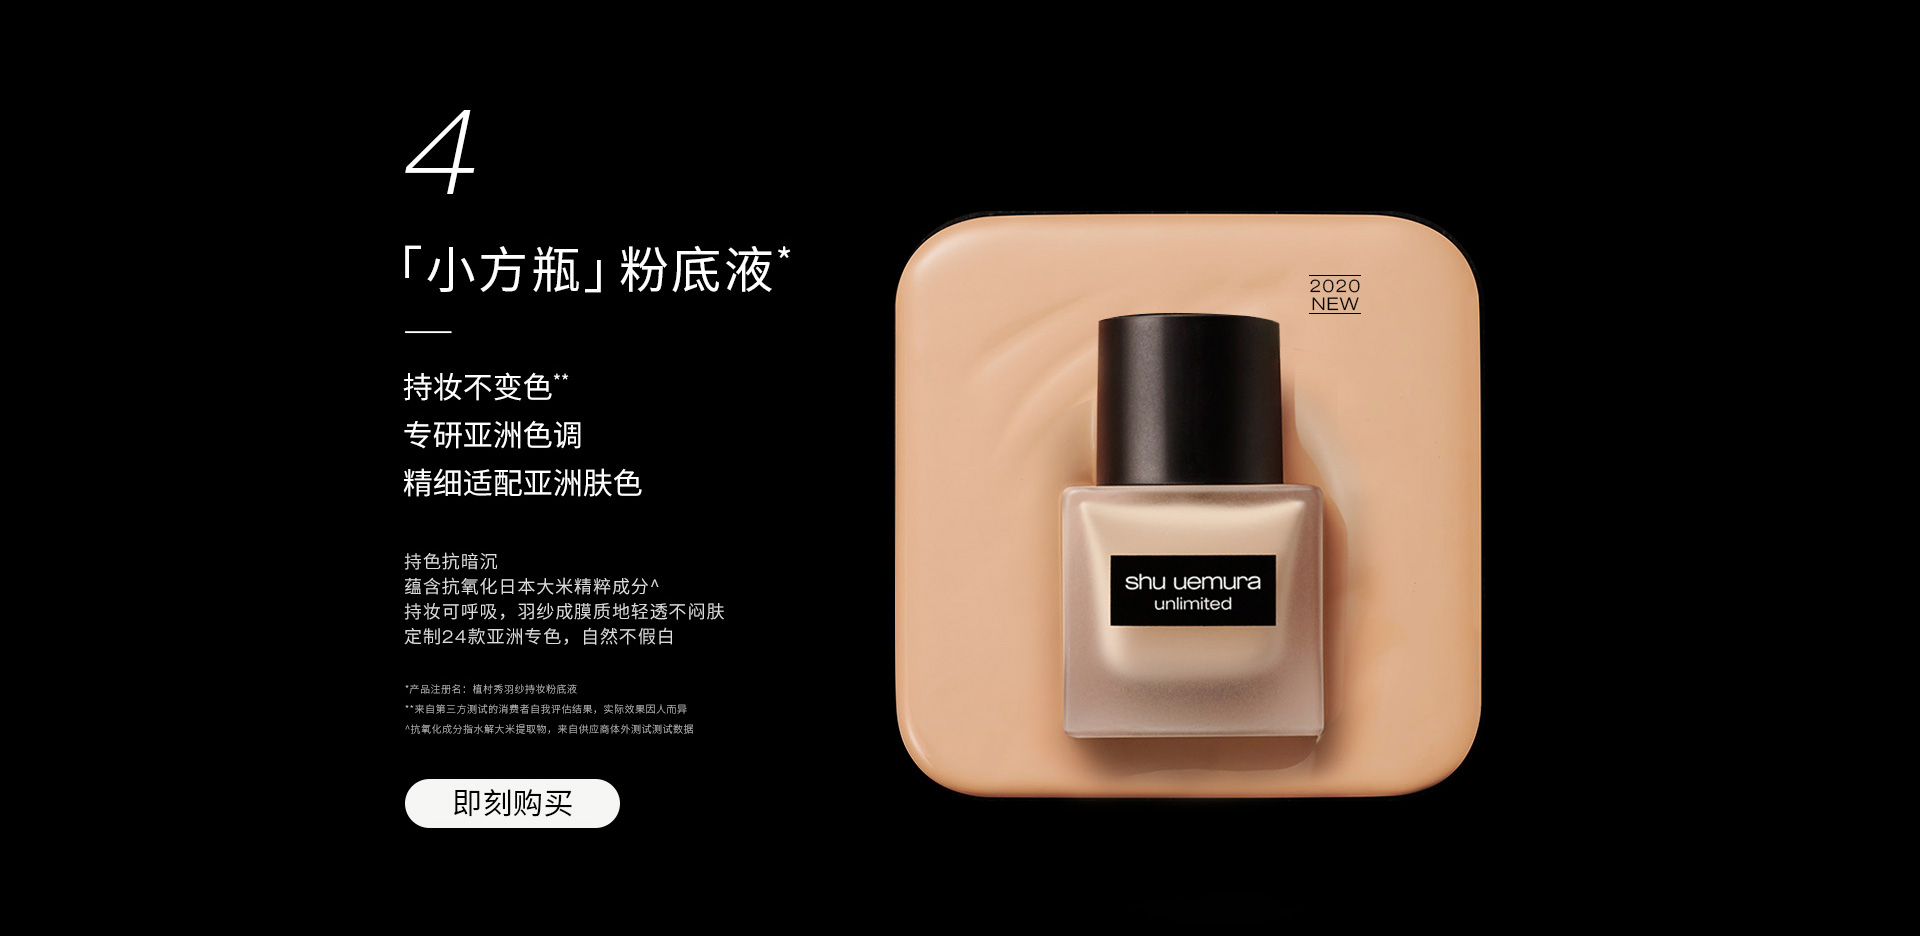 4
「小方瓶」粉底液*
持妆不变色**
专研亚洲色调
精细适配亚洲肤色
持色抗暗沉
蕴含抗氧化日本大米精粹成分^
持妆可呼吸，羽纱成膜质地轻透不闷肤
定制24款亚洲专色，自然不假白
*产品注册名：植村秀羽纱持妆粉底液
**来自第三方测试的消费者自我评估结果，实际效果因人而异
^抗氧化成分指水解大米提取物，来自供应商体外测试测试数据
即刻购买
2020
NEW
shu uemura
unlimited